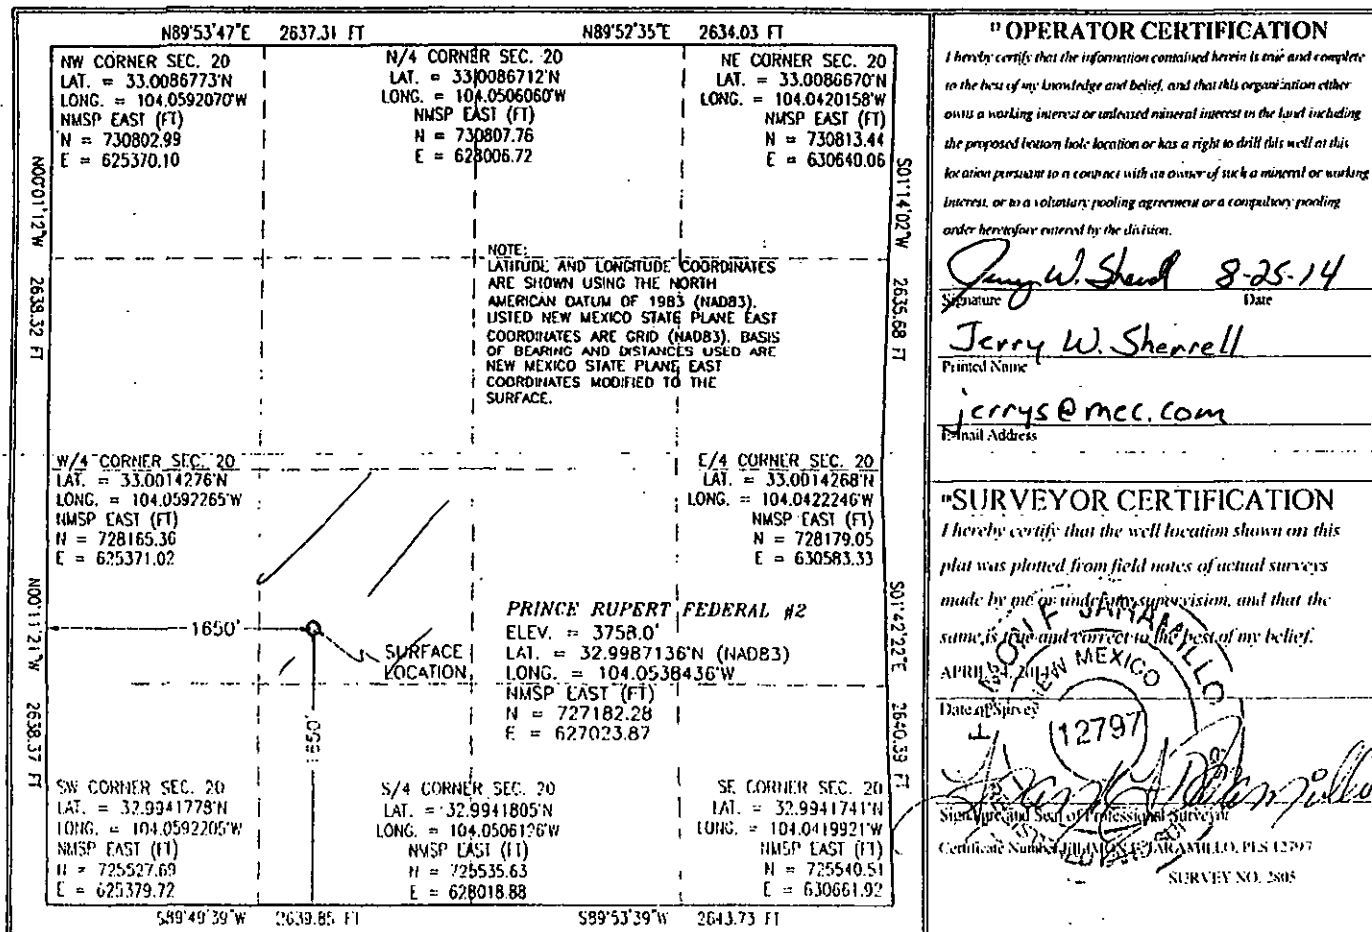 N89°53'47"E 2637.31 FT
N89°52'35"E 2634.03 FT
NW CORNER SEC. 20
LAT. = 33.0086773'N
LONG. = 104.0592070'W
NMSP EAST (FT)
N = 730802.99
E = 625370.10
N/4 CORNER SEC. 20
LAT. = 33.0086712'N
LONG. = 104.0506060'W
NMSP EAST (FT)
N = 730807.76
E = 628006.72
NE CORNER SEC. 20
LAT. = 33.0086670'N
LONG. = 104.0420158'W
NMSP EAST (FT)
N = 730813.44
E = 630640.06
N00°01'12"W 2638.32 FT
S01°14'02"W 2635.68 FT
NOTE:
LATITUDE AND LONGITUDE COORDINATES
ARE SHOWN USING THE NORTH
AMERICAN DATUM OF 1983 (NAD83).
LISTED NEW MEXICO STATE PLANE EAST
COORDINATES ARE GRID (NAD83). BASIS
OF BEARING AND DISTANCES USED ARE
NEW MEXICO STATE PLANE EAST
COORDINATES MODIFIED TO THE
SURFACE.
W/4 CORNER SEC. 20
LAT. = 33.0014276'N
LONG. = 104.0592265'W
NMSP EAST (FT)
N = 728165.36
E = 625371.02
E/4 CORNER SEC. 20
LAT. = 33.0014268'N
LONG. = 104.0422246'W
NMSP EAST (FT)
N = 728179.05
E = 630583.33
N00°11'21"W 2638.37 FT
S01°42'22"E 2640.39 FT
1650'
SURFACE
LOCATION
1650'
PRINCE RUPERT FEDERAL #2
ELEV. = 3758.0'
LAT. = 32.9987136'N (NAD83)
LONG. = 104.0538436'W
NMSP EAST (FT)
N = 727182.28
E = 627023.87
SW CORNER SEC. 20
LAT. = 32.9941778'N
LONG. = 104.0592205'W
NMSP EAST (FT)
N = 725527.69
E = 625379.72
S/4 CORNER SEC. 20
LAT. = 32.9941805'N
LONG. = 104.0506126'W
NMSP EAST (FT)
N = 725535.63
E = 628018.88
SE CORNER SEC. 20
LAT. = 32.9941741'N
LONG. = 104.0419921'W
NMSP EAST (FT)
N = 725540.51
E = 630661.92
S89°49'39"W 2639.85 FT
S89°53'39"W 2643.73 FT
" OPERATOR CERTIFICATION
I hereby certify that the information contained herein is true and complete
to the best of my knowledge and belief, and that this organization either
owns a working interest or unleased mineral interest in the land including
the proposed bottom hole location or has a right to drill this well at this
location pursuant to a contract with an owner of such a mineral or working
interest, or to a voluntary pooling agreement or a compulsory pooling
order heretofore entered by the division.
8-25-14
Signature Date
Jerry W. Sherrell
Printed Name
jerrys@mec.com
E-mail Address
"SURVEYOR CERTIFICATION
I hereby certify that the well location shown on this
plat was plotted from field notes of actual surveys
made by me or under my supervision, and that the
same is true and correct to the best of my belief.
APRIL
Date of Survey
JARAMILLO
NEW MEXICO
12797
Signature and Seal of Professional Surveyor
Certificate Number JARAMILLO, PLS 12797
SURVEY NO. 2805